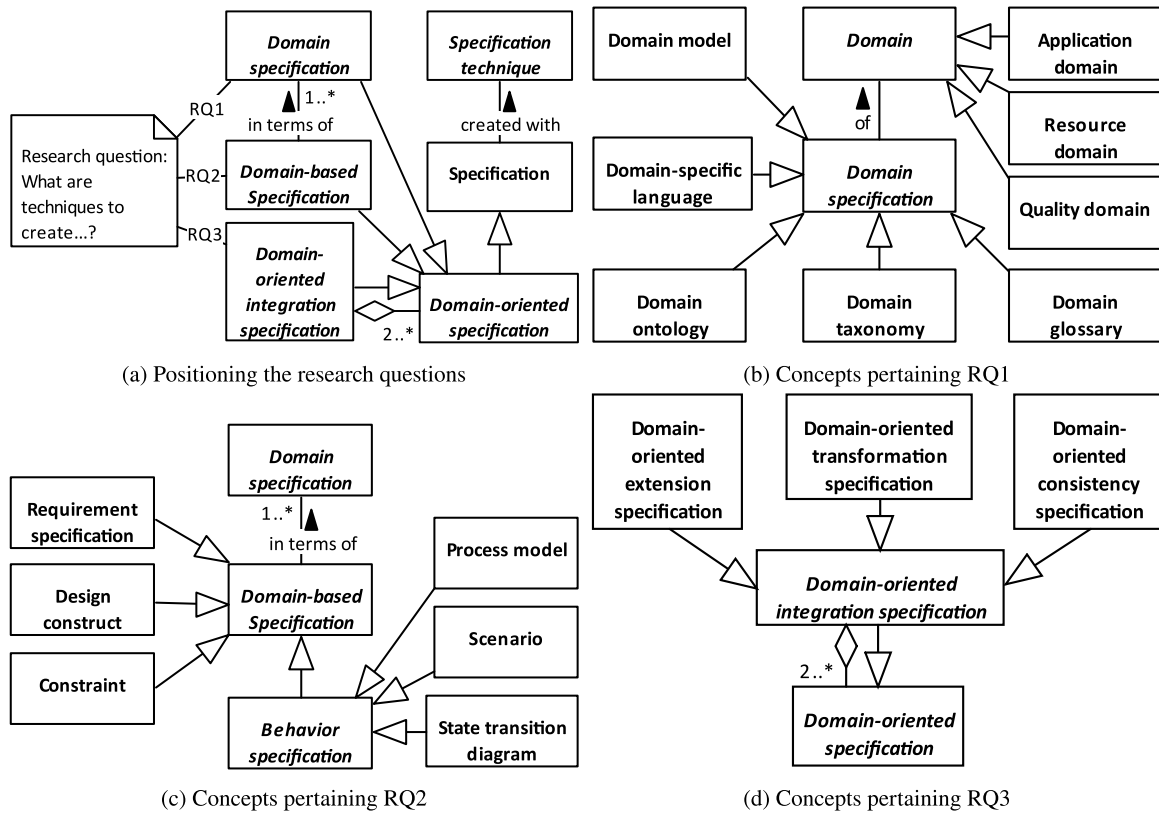 Domain
specification
Specification
technique
RQ1
1..*
in terms of
created with
Research question:
What are
techniques to
create...?
RQ2
Domain-based
Specification
Specification
RQ3
Domain-
oriented
integration
specification
2..*
Domain-oriented
specification
(a) Positioning the research questions
Domain model
Domain
Application
domain
of
Resource
domain
Domain-specific
language
Domain
specification
Quality domain
Domain
ontology
Domain
taxonomy
Domain
glossary
(b) Concepts pertaining RQ1
Domain
specification
1..*
in terms of
Requirement
specification
Process model
Design
construct
Domain-based
Specification
Scenario
Constraint
Behavior
specification
State transition
diagram
(c) Concepts pertaining RQ2
Domain-
oriented
extension
specification
Domain-oriented
transformation
specification
Domain-
oriented
consistency
specification
Domain-oriented
integration specification
2..*
Domain-oriented
specification
(d) Concepts pertaining RQ3